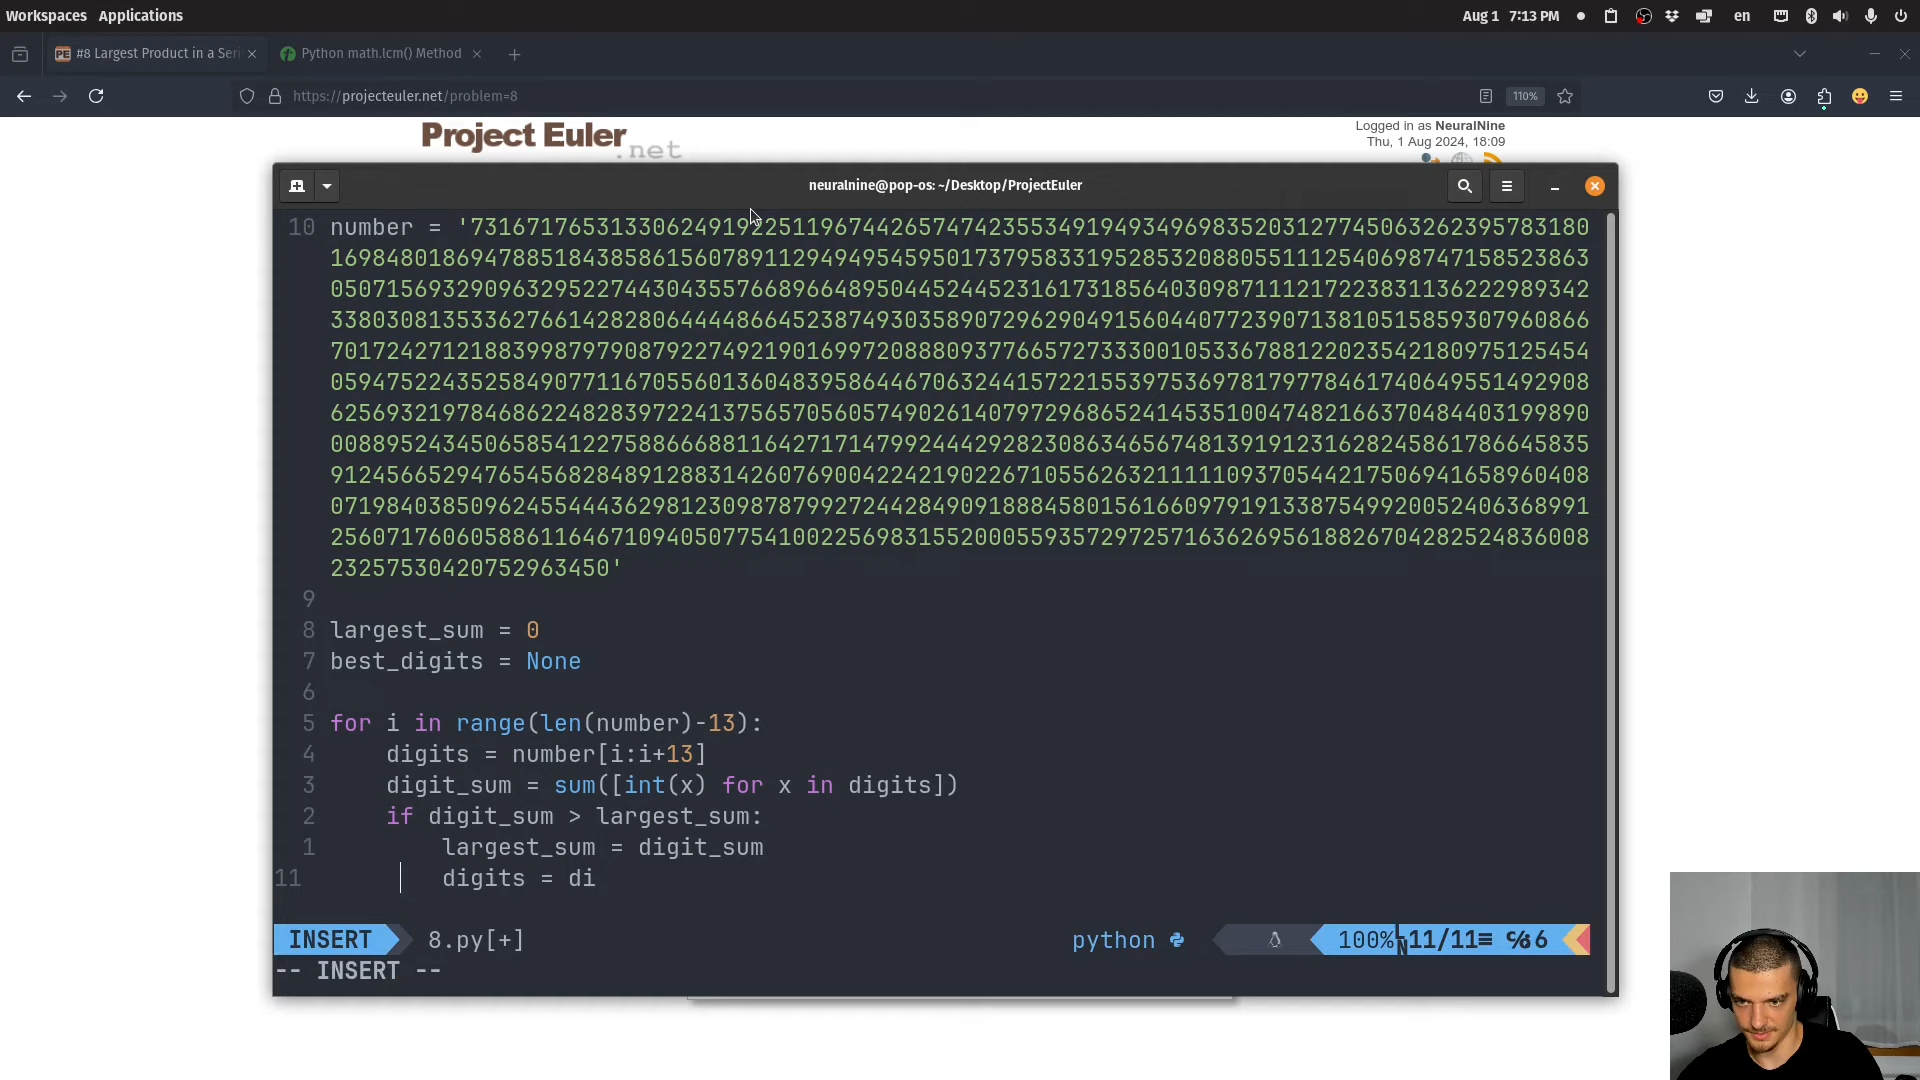 Workspaces Applications
Aug 1 7:13 PM
en
#8 Largest Product in a Seri
Python math.lcm() Method
https://projecteuler.net/problem=8
110%
Project Euler
.net
Logged in as NeuralNine
Thu, 1 Aug 2024, 18:09
neuralnine@pop-os: ~/Desktop/ProjectEuler
10 number = '73167176531330624919225119674426574742355349194934969835203127745063262395783180
169848018694788518438586156078911294949545950173795833195285320880551112540698747158523863
050715693290963295227443043557668966489504452445231617318564030987111217223831136222989342
338030813533627661428280644448664523874930358907296290491560440772390713810515859307960866
701724271218839987979087922749219016997208880937766572733300105336788122023542180975125454
059475224352584907711670556013604839586446706324415722155397536978179778461740649551492908
625693219784686224828397224137565705605749026140797296865241453510047482166370484403199890
008895243450658541227588666881164271714799244429282308634656748139191231628245861786645835
912456652947654568284891288314260769004224219022671055626321111109370544217506941658960408
071984038509624554443629812309878799272442849091888458015616609791913387549920052406368991
256071760605886116467109405077541002256983155200055935729725716362695618826704282524836008
23257530420752963450'
9
8 largest_sum = 0
7 best_digits = None
6
5 for i in range(len(number)-13):
4 digits = number[i:i+13]
3 digit_sum = sum([int(x) for x in digits])
2 if digit_sum > largest_sum:
1 largest_sum = digit_sum
11 digits = di
INSERT 8.py[+] python 100% 11/11 6
-- INSERT --